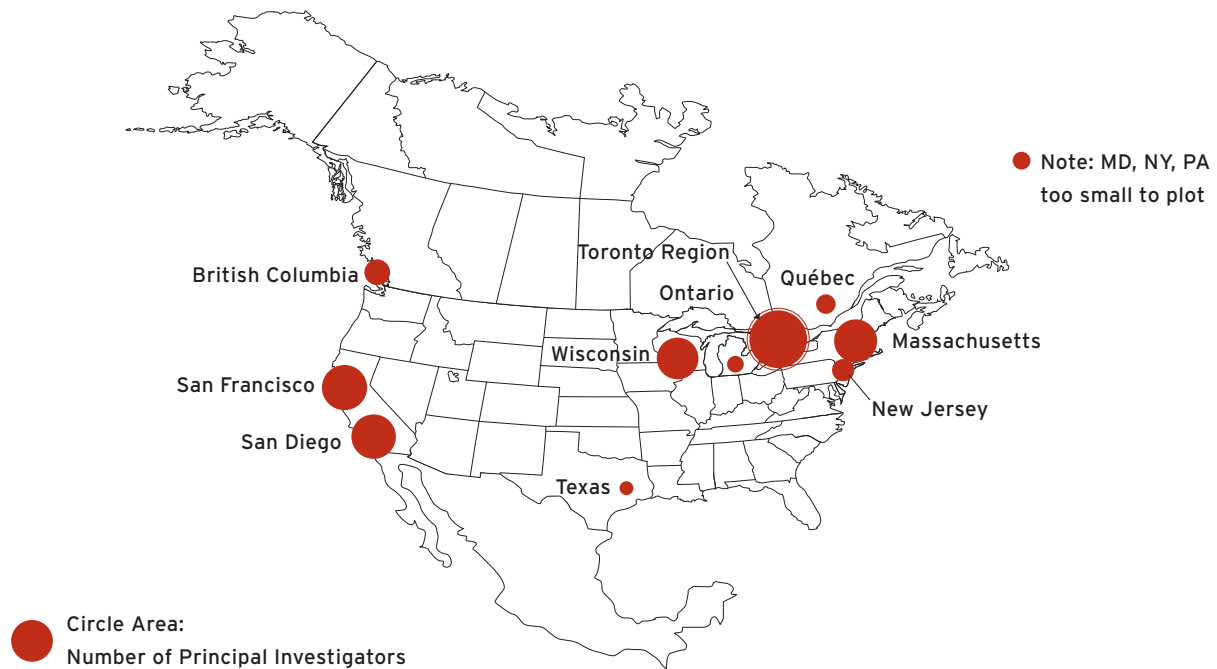 Note: MD, NY, PA
too small to plot
Toronto Region
Québec
British Columbia
Ontario
Massachusetts
Wisconsin
San Francisco
New Jersey
San Diego
Texas
Circle Area:
Number of Principal Investigators